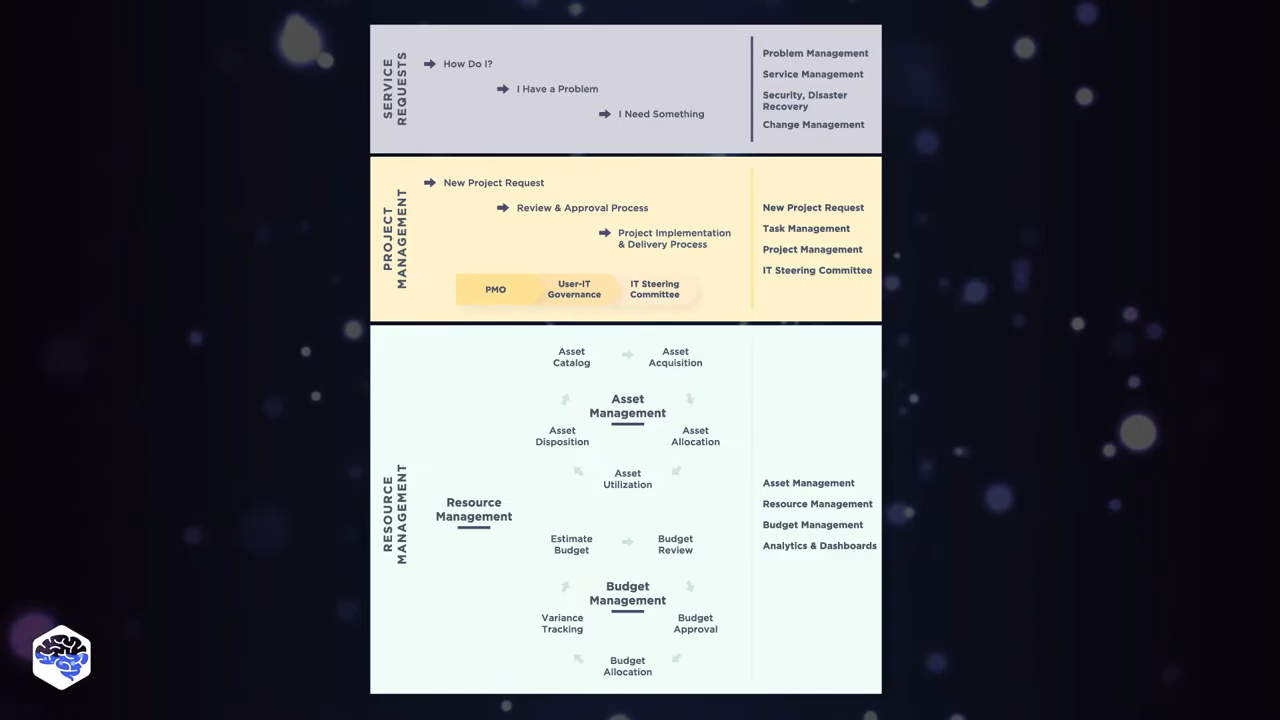 SERVICE
REQUESTS
How Do I?
I Have a Problem
I Need Something
Problem Management
Service Management
Security, Disaster
Recovery
Change Management
PROJECT
MANAGEMENT
New Project Request
Review & Approval Process
Project Implementation
& Delivery Process
PMO
User-IT
Governance
IT Steering
Committee
New Project Request
Task Management
Project Management
IT Steering Committee
RESOURCE
MANAGEMENT
Resource
Management
Asset
Catalog
Asset
Acquisition
Asset
Management
Asset
Disposition
Asset
Allocation
Asset
Utilization
Estimate
Budget
Budget
Review
Budget
Management
Variance
Tracking
Budget
Approval
Budget
Allocation
Asset Management
Resource Management
Budget Management
Analytics & Dashboards